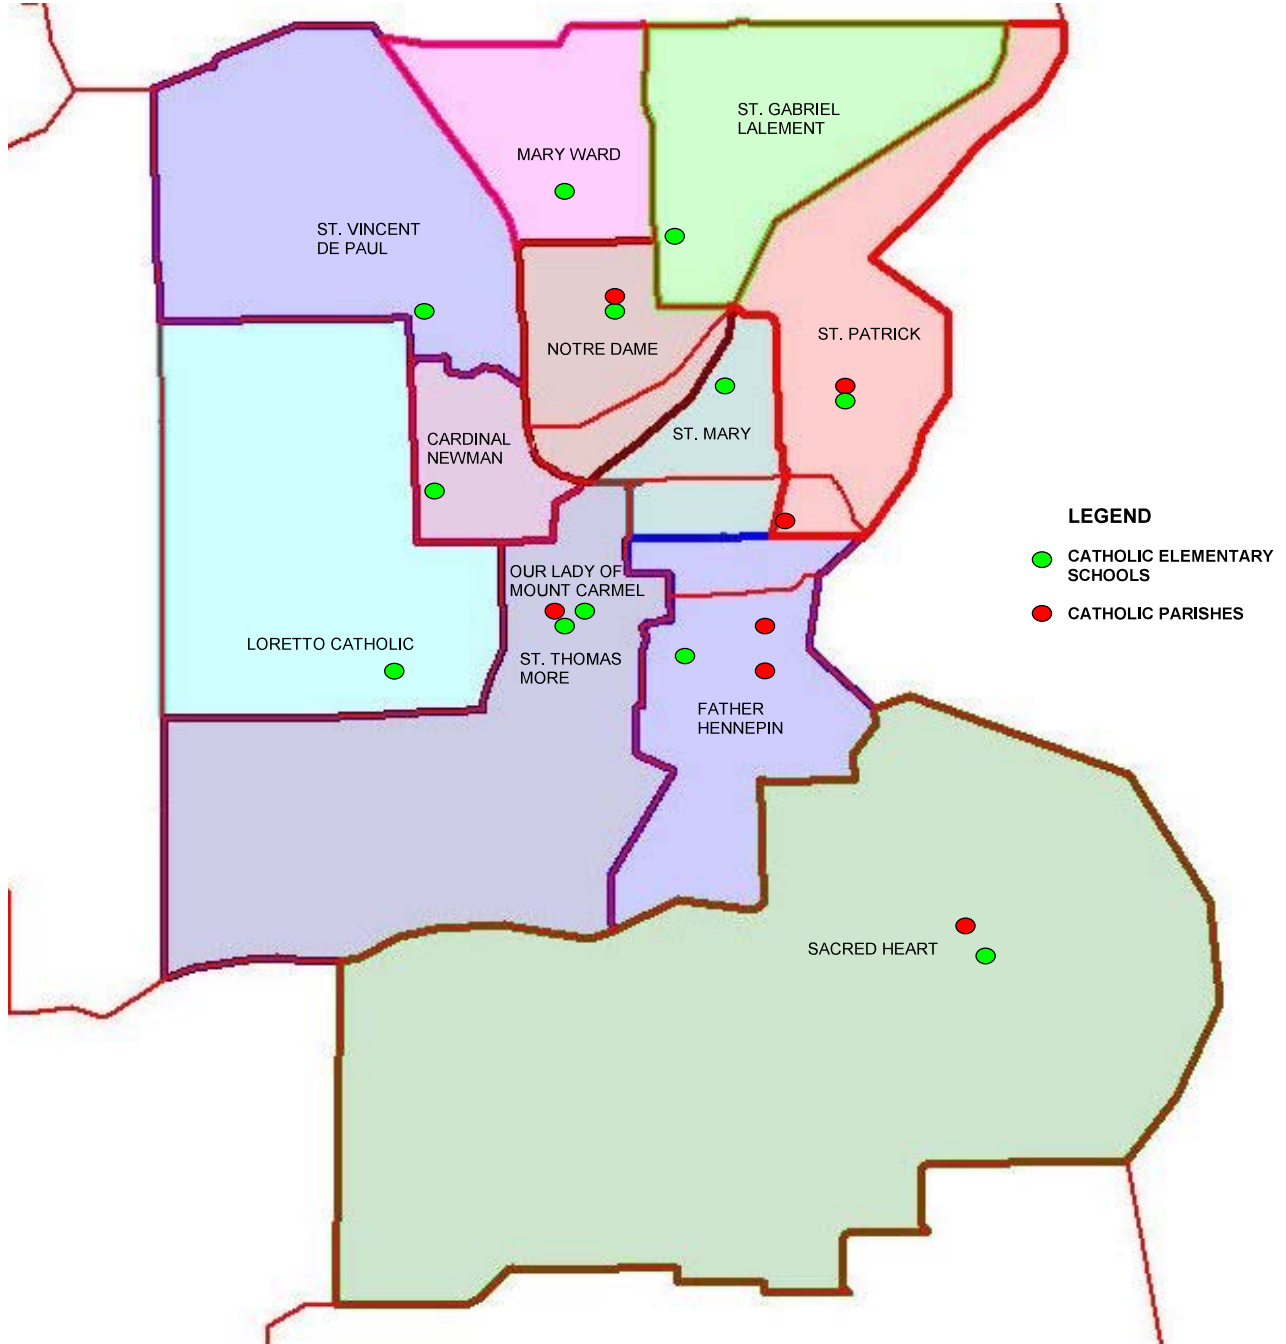 ST. GABRIEL
LALEMENT
MARY WARD
ST. VINCENT
DE PAUL
ST. PATRICK
NOTRE DAME
ST. MARY
CARDINAL
NEWMAN
LEGEND
CATHOLIC ELEMENTARY
SCHOOLS
CATHOLIC PARISHES
OUR LADY OF
MOUNT CARMEL
LORETTO CATHOLIC
ST. THOMAS
MORE
FATHER
HENNEPIN
SACRED HEART